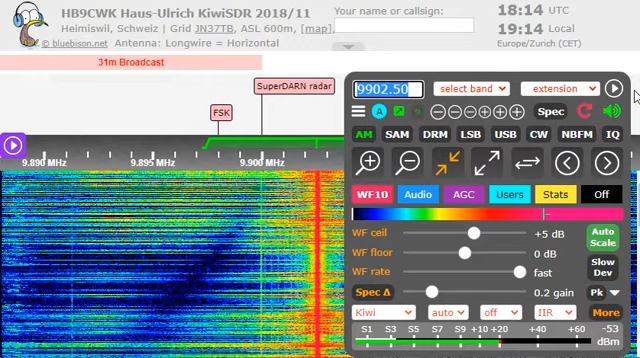 HB9CWK Haus-Ulrich KiwiSDR 2018/11
Heimiswil, Schweiz | Grid JN37TB, ASL 600m, [map],
© bluebison.net Antenna: Longwire = Horizontal
Your name or callsign:
18:14 UTC
19:14 Local
Europe/Zurich (CET)
31m Broadcast
SuperDARN radar
FSK
9.890 MHz
9.895 MHz
9.900 MHz
9902.50
select band
extension
A
Spec
AM SAM DRM LSB USB CW NBFM IQ
WF10 Audio AGC Users Stats Off
WF ceil +5 dB
Auto
Scale
WF floor 0 dB
WF rate fast
Slow
Dev
Spec Δ 0.2 gain
Pk
Kiwi auto off IIR More
S1 S3 S5 S7 S9 +10 +20 +40 +60 -53
dBm